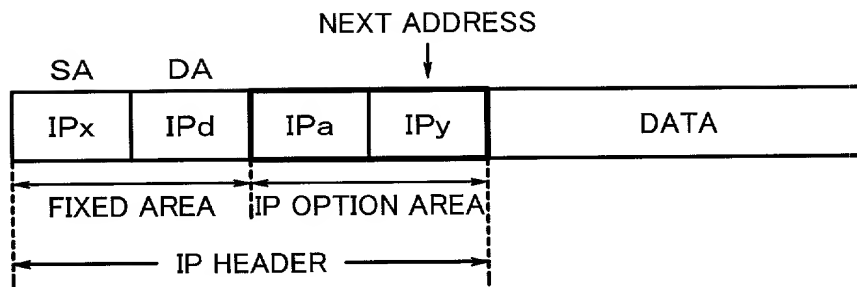 NEXT ADDRESS
SA DA
IPx IPd IPa IPy DATA
FIXED AREA IP OPTION AREA
IP HEADER